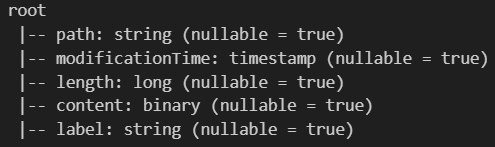 root
 |-- path: string (nullable = true)
 |-- modificationTime: timestamp (nullable = true)
 |-- length: long (nullable = true)
 |-- content: binary (nullable = true)
 |-- label: string (nullable = true)